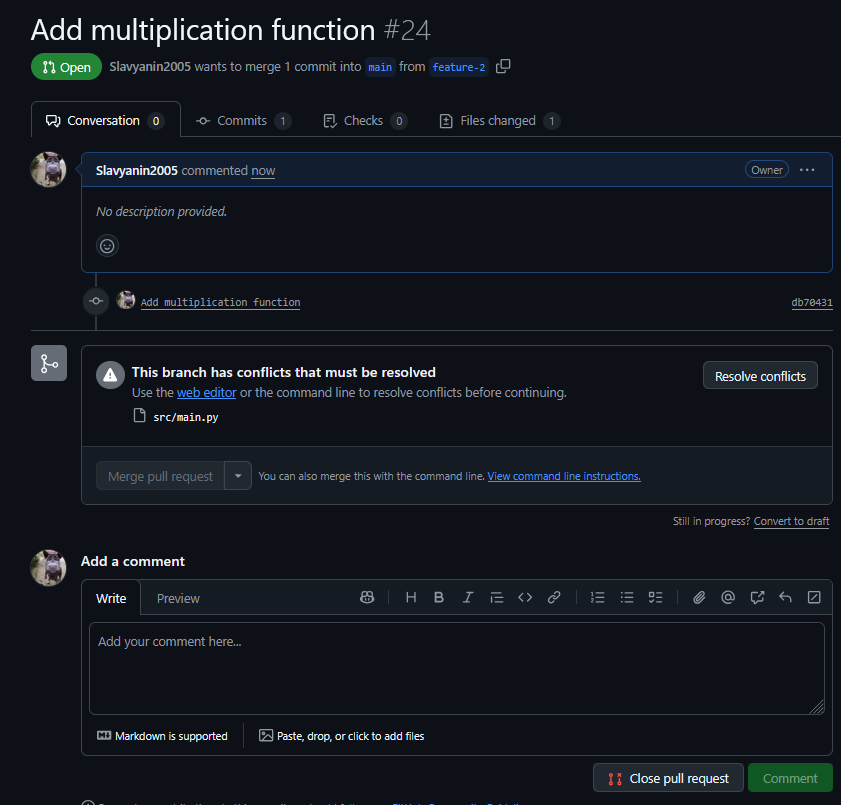 Add multiplication function #24
Open Slavyanin2005 wants to merge 1 commit into main from feature-2
Conversation 0 Commits 1 Checks 0 Files changed 1
Slavyanin2005 commented now Owner
No description provided.
Add multiplication function db70431
This branch has conflicts that must be resolved
Use the web editor or the command line to resolve conflicts before continuing.
Resolve conflicts
src/main.py
Merge pull request You can also merge this with the command line. View command line instructions.
Still in progress? Convert to draft
Add a comment
Write Preview
Add your comment here...
Markdown is supported Paste, drop, or click to add files
Close pull request Comment